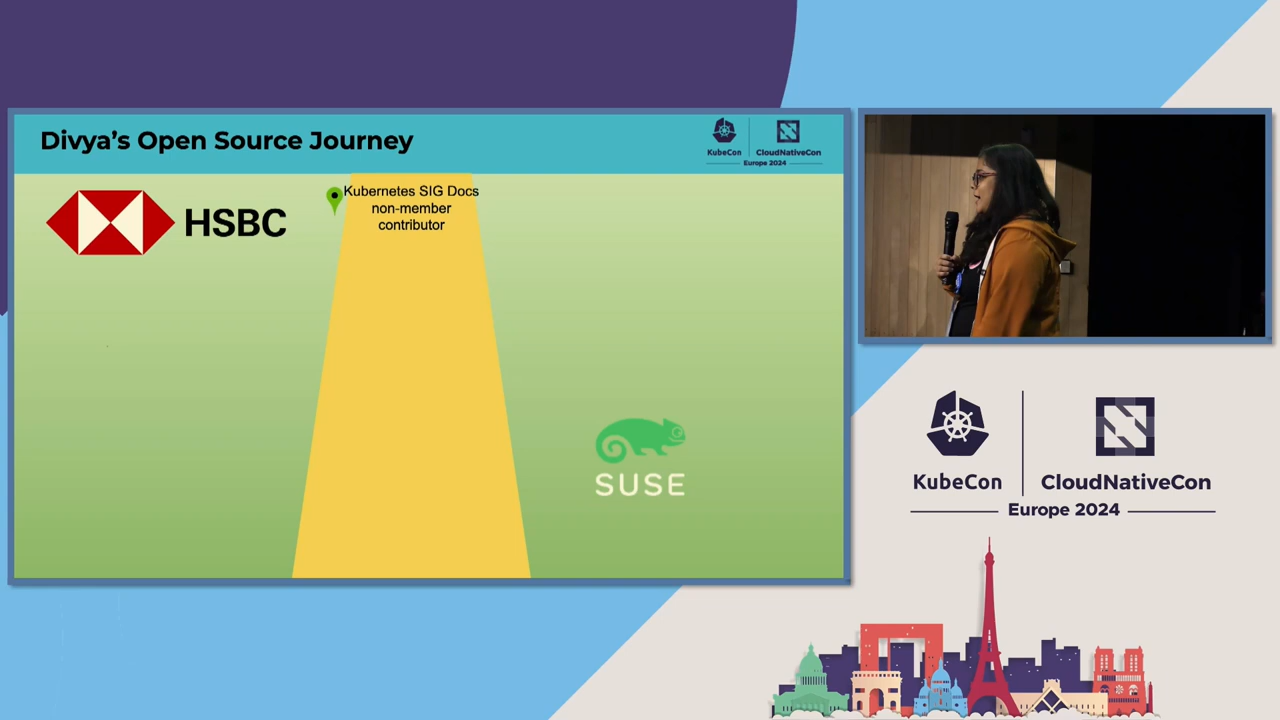 Divya's Open Source Journey
KubeCon
CloudNativeCon
Europe 2024
HSBC
Kubernetes SIG Docs
non-member
contributor
SUSE
KubeCon
CloudNativeCon
Europe 2024